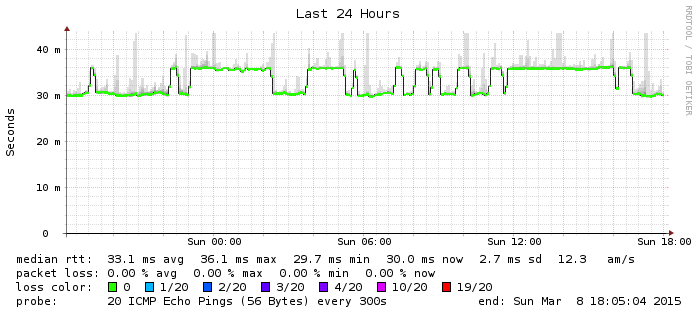 Last 24 Hours
RRDTOOL / TOBI OETIKER
Seconds
40 m
30 m
20 m
10 m
0
Sun 00:00 Sun 06:00 Sun 12:00 Sun 18:00
median rtt: 33.1 ms avg 36.1 ms max 29.7 ms min 30.0 ms now 2.7 ms sd 12.3 am/s
packet loss: 0.00 % avg 0.00 % max 0.00 % min 0.00 % now
loss color: 0 1/20 2/20 3/20 4/20 10/20 19/20
probe: 20 ICMP Echo Pings (56 Bytes) every 300s end: Sun Mar 8 18:05:04 2015